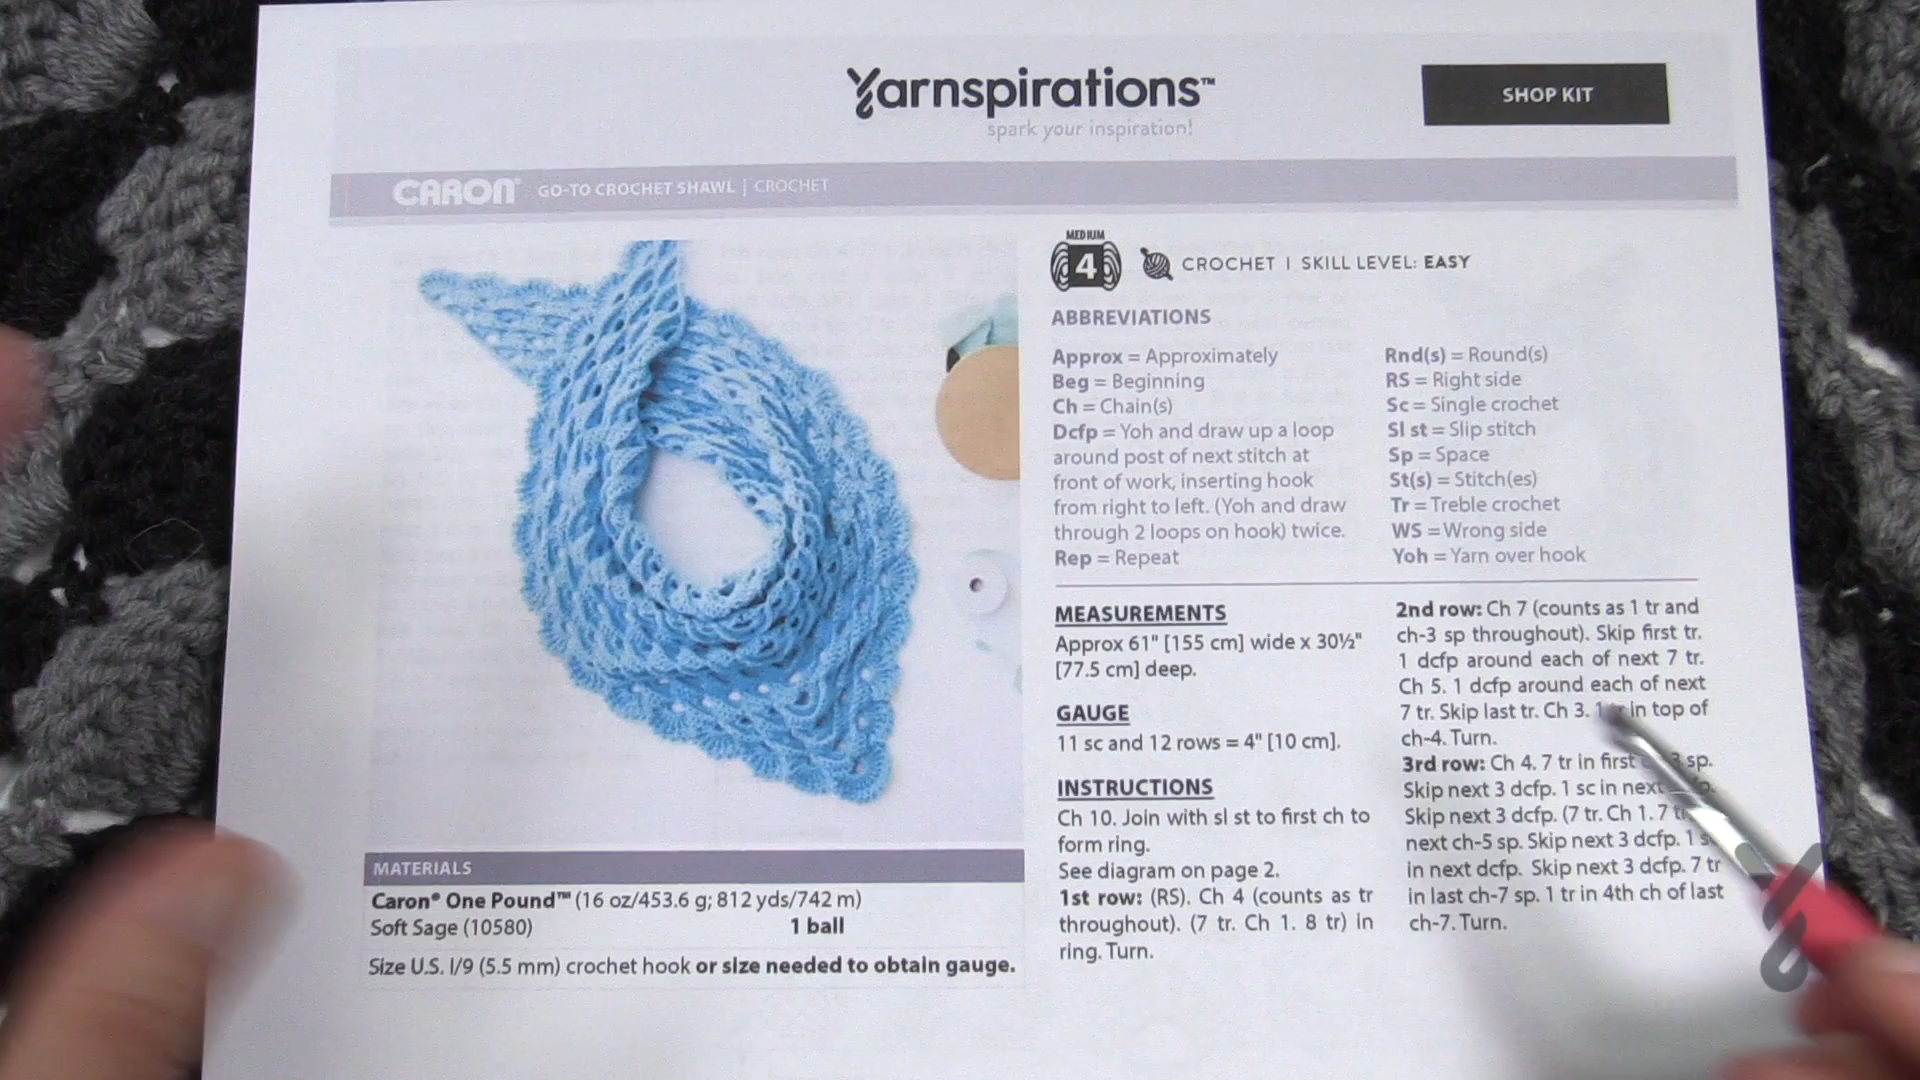 Yarnspirations™
spark your inspiration!
SHOP KIT
CARON® GO-TO CROCHET SHAWL | CROCHET
MEDIUM
4
CROCHET | SKILL LEVEL: EASY
ABBREVIATIONS
Approx = Approximately
Beg = Beginning
Ch = Chain(s)
Dcfp = Yoh and draw up a loop
around post of next stitch at
front of work, inserting hook
from right to left. (Yoh and draw
through 2 loops on hook) twice.
Rep = Repeat
Rnd(s) = Round(s)
RS = Right side
Sc = Single crochet
Sl st = Slip stitch
Sp = Space
St(s) = Stitch(es)
Tr = Treble crochet
WS = Wrong side
Yoh = Yarn over hook
MATERIALS
Caron® One Pound™ (16 oz/453.6 g; 812 yds/742 m)
Soft Sage (10580) 1 ball
Size U.S. I/9 (5.5 mm) crochet hook or size needed to obtain gauge.
MEASUREMENTS
Approx 61" [155 cm] wide x 30½"
[77.5 cm] deep.
GAUGE
11 sc and 12 rows = 4" [10 cm].
INSTRUCTIONS
Ch 10. Join with sl st to first ch to
form ring.
See diagram on page 2.
1st row: (RS). Ch 4 (counts as tr
throughout). (7 tr. Ch 1. 8 tr) in
ring. Turn.
2nd row: Ch 7 (counts as 1 tr and
ch-3 sp throughout). Skip first tr.
1 dcfp around each of next 7 tr.
Ch 5. 1 dcfp around each of next
7 tr. Skip last tr. Ch 3. 1 in top of
ch-4. Turn.
3rd row: Ch 4. 7 tr in first sp.
Skip next 3 dcfp. 1 sc in next
Skip next 3 dcfp. (7 tr. Ch 1. 7
next ch-5 sp. Skip next 3 dcfp. 1
in next dcfp. Skip next 3 dcfp. 7 tr
in last ch-7 sp. 1 tr in 4th ch of last
ch-7. Turn.